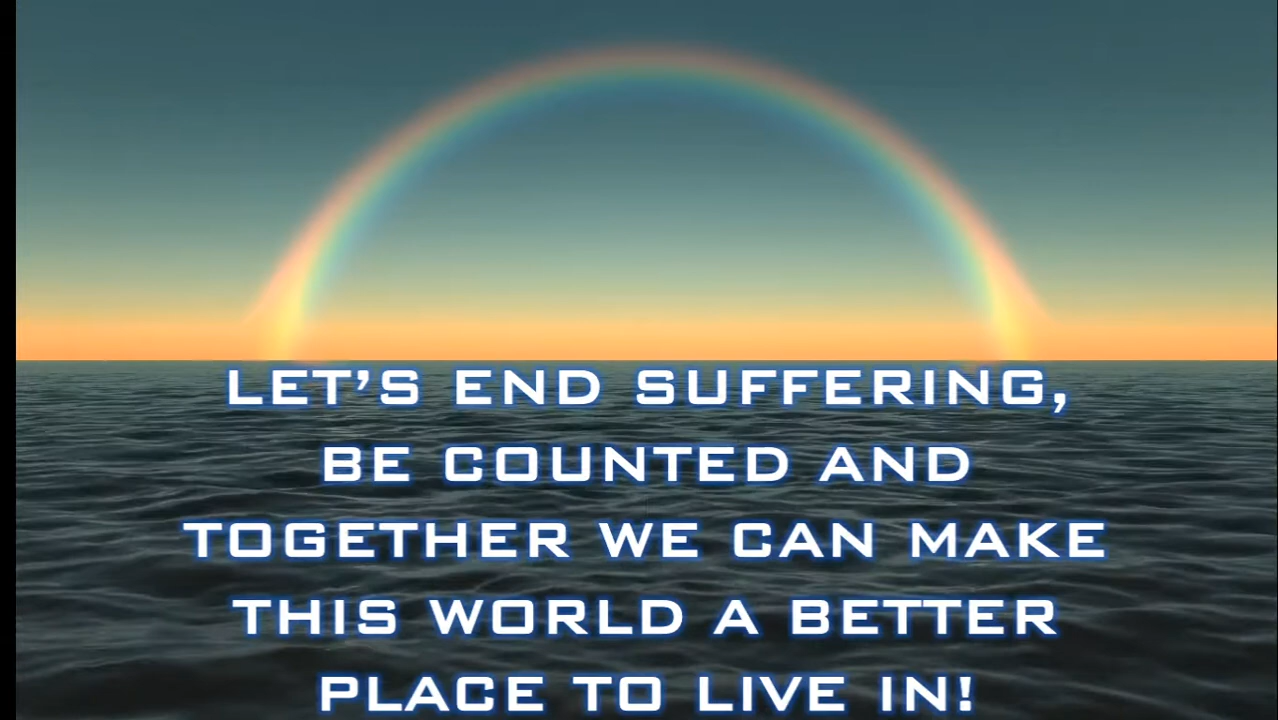 LET’S END SUFFERING,
BE COUNTED AND
TOGETHER WE CAN MAKE
THIS WORLD A BETTER
PLACE TO LIVE IN!